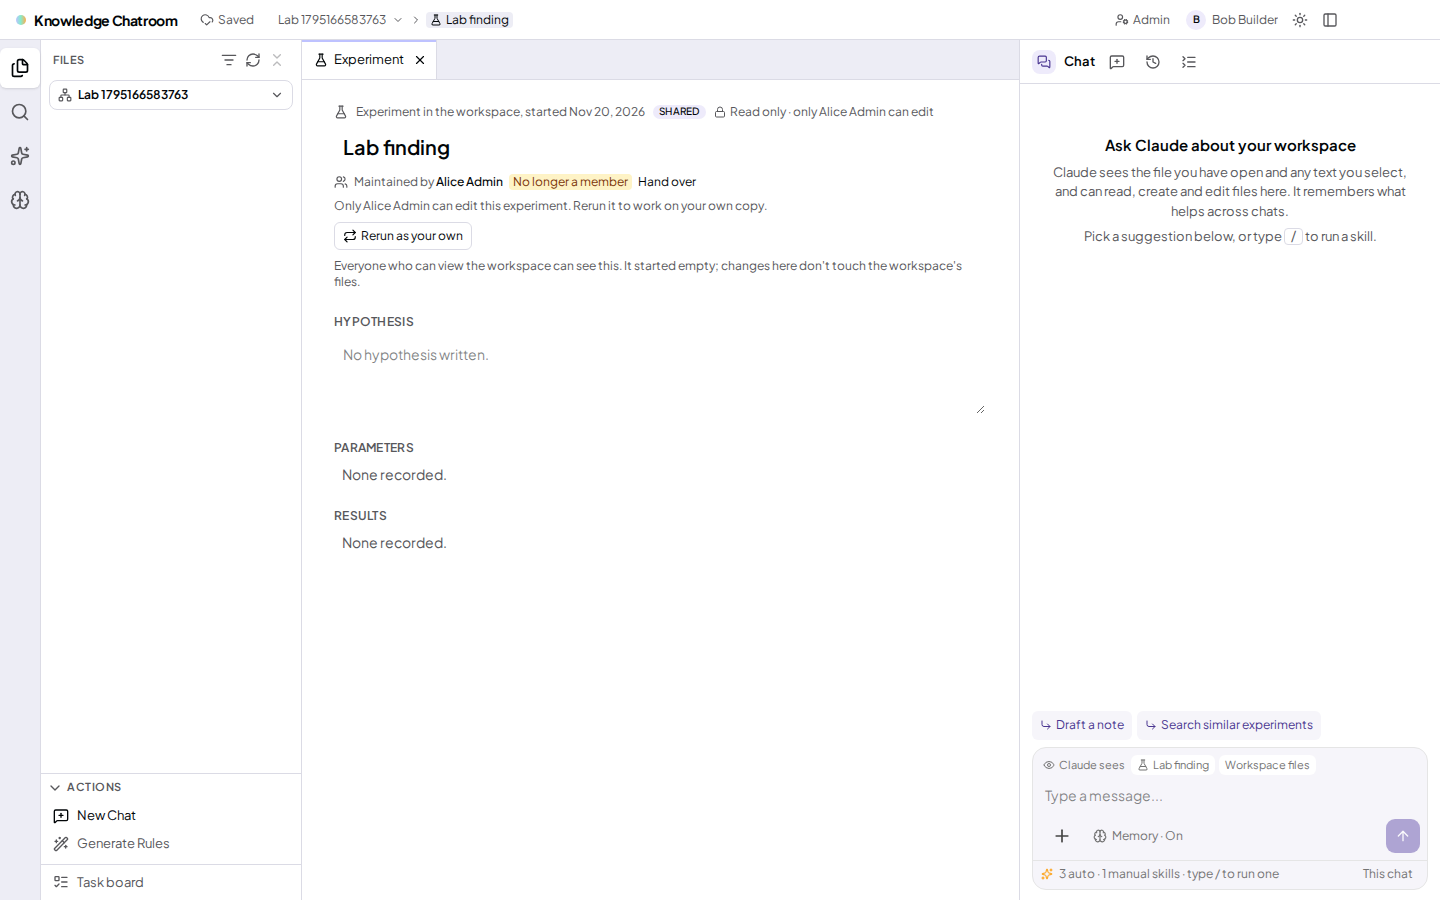 Knowledge Chatroom
Saved
Lab 1795166583763
Lab finding
Admin
B
Bob Builder
FILES
Lab 1795166583763
ACTIONS
New Chat
Generate Rules
Task board
Experiment
Experiment in the workspace, started Nov 20, 2026
SHARED
Read only · only Alice Admin can edit
Lab finding
Maintained by Alice Admin
No longer a member
Hand over
Only Alice Admin can edit this experiment. Rerun it to work on your own copy.
Rerun as your own
Everyone who can view the workspace can see this. It started empty; changes here don't touch the workspace's
files.
HYPOTHESIS
No hypothesis written.
PARAMETERS
None recorded.
RESULTS
None recorded.
Chat
Ask Claude about your workspace
Claude sees the file you have open and any text you select,
and can read, create and edit files here. It remembers what
helps across chats.
Pick a suggestion below, or type / to run a skill.
Draft a note
Search similar experiments
Claude sees
Lab finding
Workspace files
Type a message...
Memory · On
3 auto · 1 manual skills · type / to run one
This chat